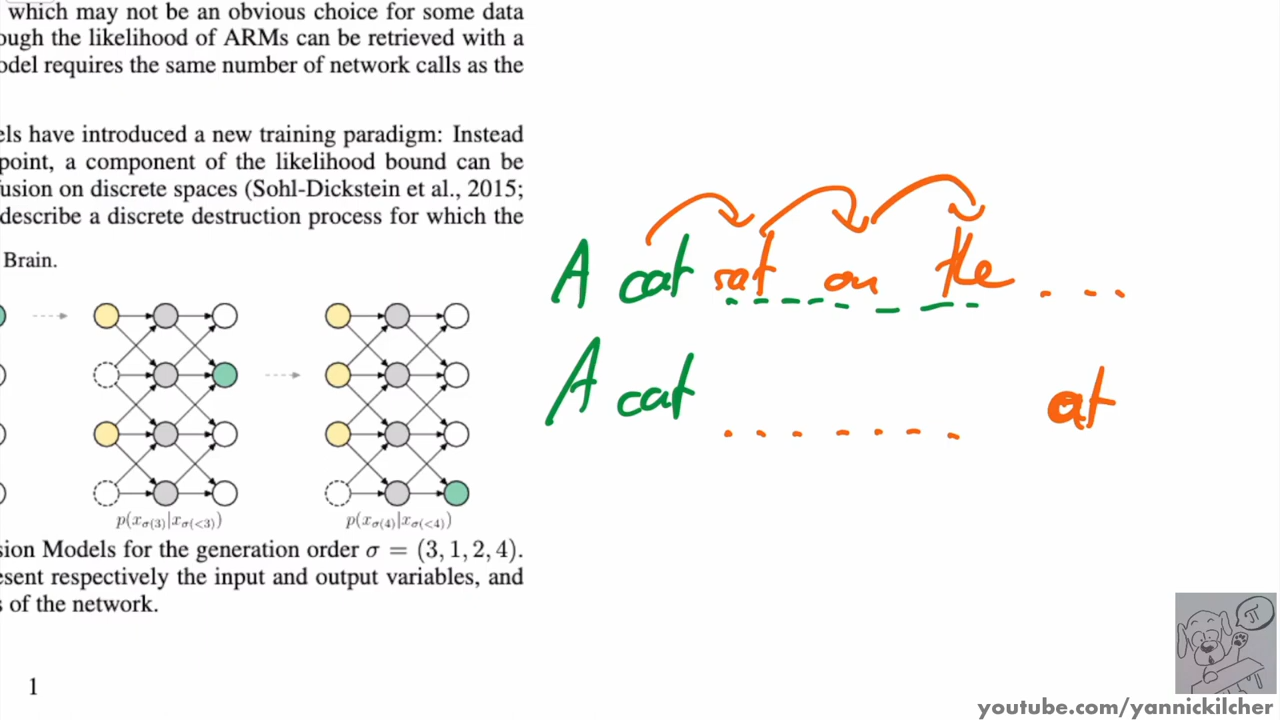 which may not be an obvious choice for some data
ough the likelihood of ARMs can be retrieved with a
odel requires the same number of network calls as the
els have introduced a new training paradigm: Instead
point, a component of the likelihood bound can be
fusion on discrete spaces (Sohl-Dickstein et al., 2015;
describe a discrete destruction process for which the
Brain.
A cat sat on the ...
A cat ....... at
p(x_σ(3)|x_σ(<3)) p(x_σ(4)|x_σ(<4))
sion Models for the generation order σ = (3, 1, 2, 4).
esent respectively the input and output variables, and
s of the network.
π
1
youtube.com/yannickilcher